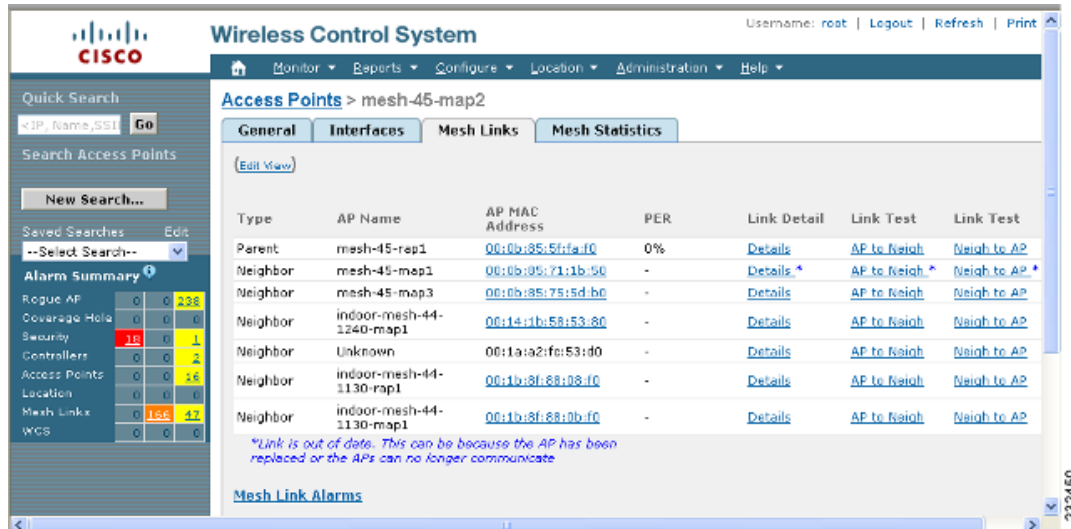 CISCO
Wireless Control System
Username: root | Logout | Refresh | Print
Monitor Reports Configure Location Administration Help
Quick Search
<IP, Name,SSI Go
Search Access Points
New Search...
Saved Searches Edit
--Select Search--
Alarm Summary
Rogue AP 0 0 238
Coverage Hole 0 0 0
Security 18 0 1
Controllers 0 0 2
Access Points 0 0 16
Location 0 0 0
Mesh Links 0 166 47
WCS 0 0 0
Access Points > mesh-45-map2
General Interfaces Mesh Links Mesh Statistics
(Edit View)
Type AP Name AP MAC Address PER Link Detail Link Test Link Test
Parent mesh-45-rap1 00:0b:85:5f:fa:f0 0% Details AP to Neigh Neigh to AP
Neighbor mesh-45-map1 00:0b:85:71:1b:50 - Details * AP to Neigh * Neigh to AP *
Neighbor mesh-45-map3 00:0b:85:75:5d:b0 - Details AP to Neigh Neigh to AP
Neighbor indoor-mesh-44-1240-map1 00:14:1b:58:53:80 - Details AP to Neigh Neigh to AP
Neighbor Unknown 00:1a:a2:fc:53:d0 - Details AP to Neigh Neigh to AP
Neighbor indoor-mesh-44-1130-rap1 00:1b:8f:88:08:f0 - Details AP to Neigh Neigh to AP
Neighbor indoor-mesh-44-1130-map1 00:1b:8f:88:0b:f0 - Details AP to Neigh Neigh to AP
*Link is out of date. This can be because the AP has been
replaced or the APs can no longer communicate
Mesh Link Alarms